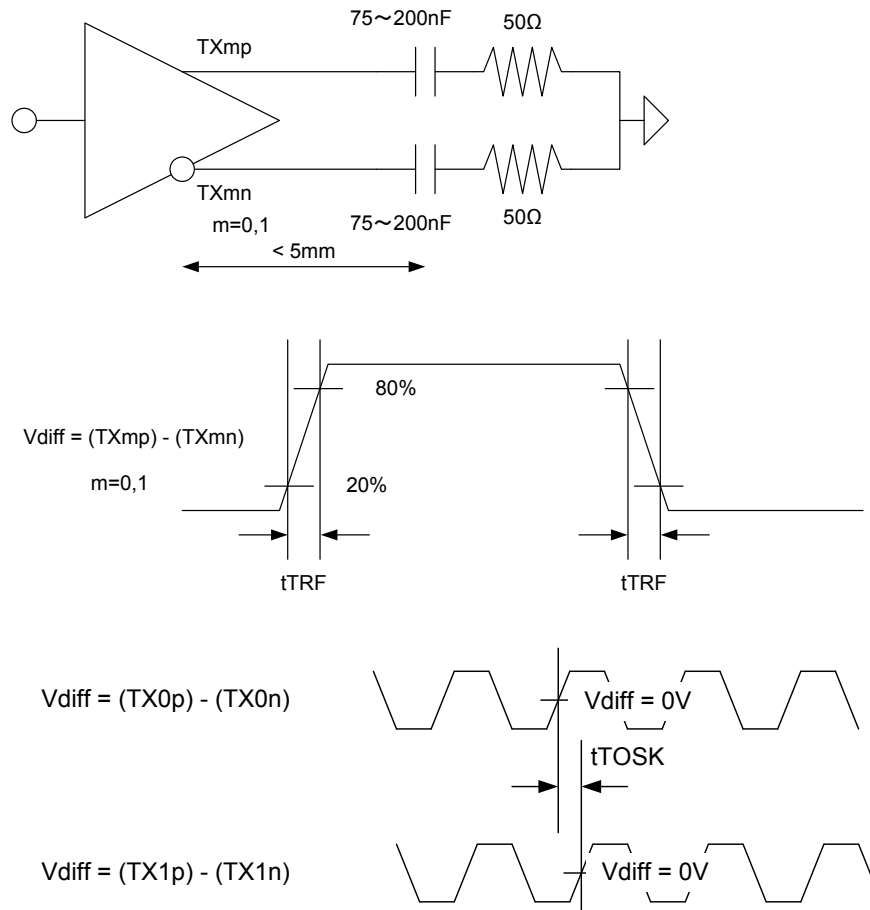 75～200nF
50Ω
TXmp
TXmn
m=0,1
75～200nF
50Ω
< 5mm
80%
Vdiff = (TXmp) - (TXmn)
m=0,1
20%
tTRF
tTRF
Vdiff = (TX0p) - (TX0n)
Vdiff = 0V
tTOSK
Vdiff = (TX1p) - (TX1n)
Vdiff = 0V